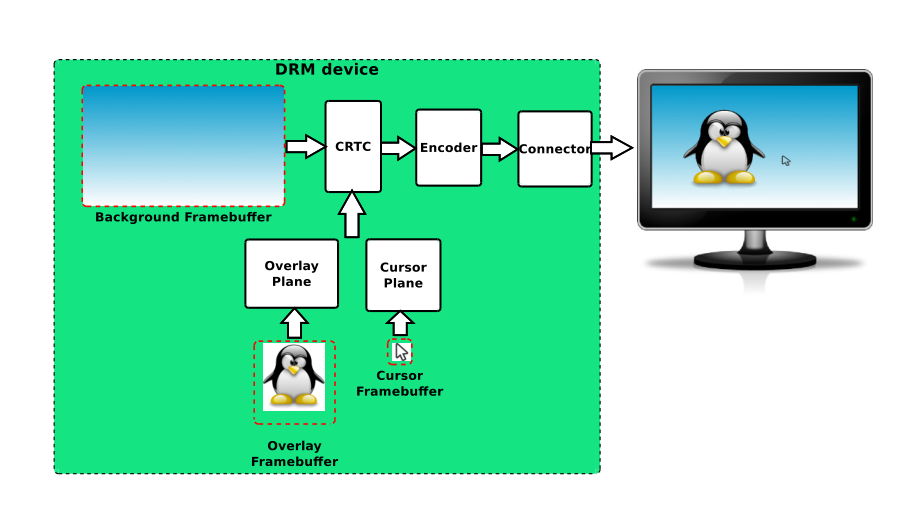 DRM device
CRTC
Encoder
Connector
Background Framebuffer
Overlay
Plane
Cursor
Plane
Cursor
Framebuffer
Overlay
Framebuffer